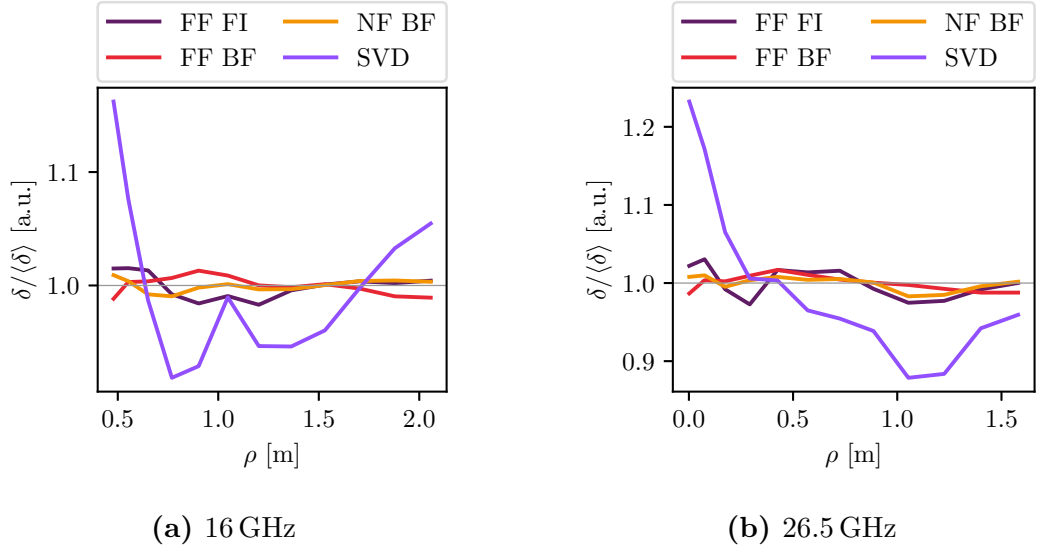 FF FI
NF BF
FF BF
SVD
δ/⟨δ⟩ [a.u.]
1.1
1.0
0.5
1.0
1.5
2.0
ρ [m]
(a) 16 GHz
FF FI
NF BF
FF BF
SVD
δ/⟨δ⟩ [a.u.]
1.2
1.1
1.0
0.9
0.0
0.5
1.0
1.5
ρ [m]
(b) 26.5 GHz